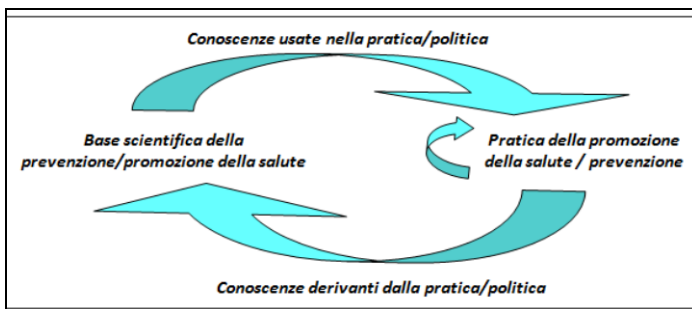 Conoscenze usate nella pratica/politica
Base scientifica della
prevenzione/promozione della salute
Pratica della promozione
della salute / prevenzione
Conoscenze derivanti dalla pratica/politica